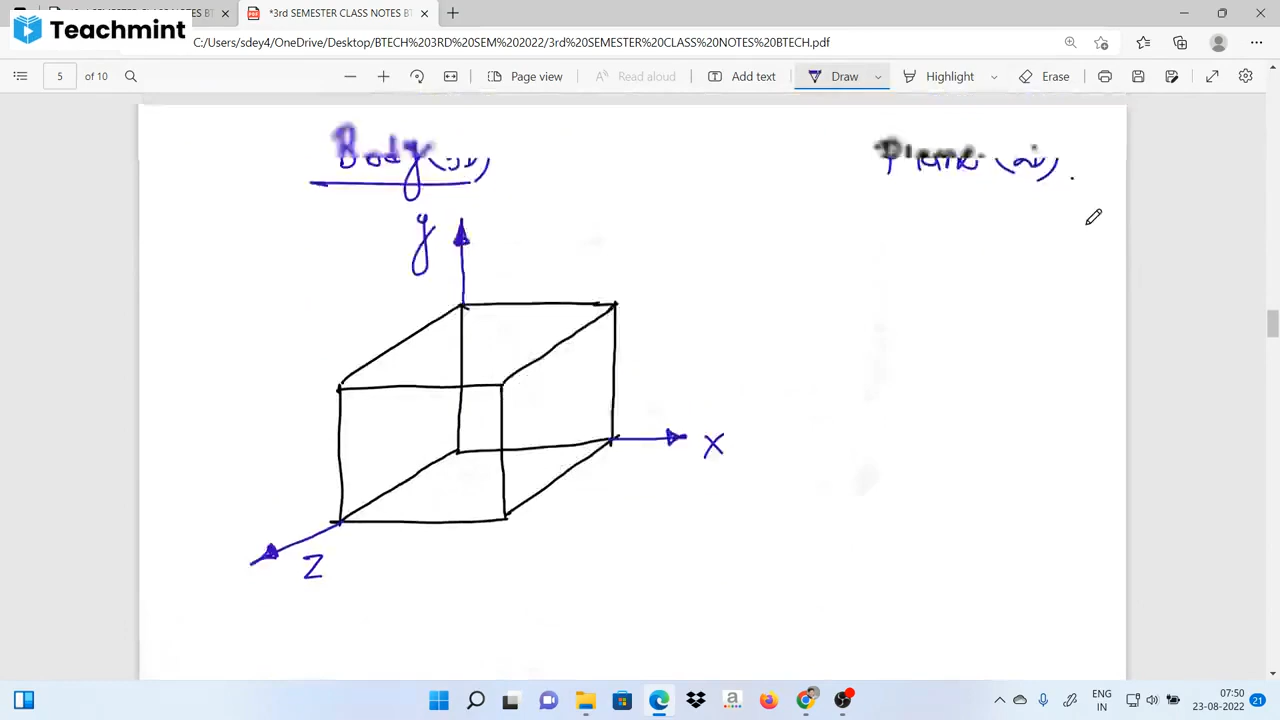 *3rd SEMESTER CLASS NOTES BT
Teachmint
C:/Users/sdey4/OneDrive/Desktop/BTECH%203RD%20SEM%202022/3rd%20SEMESTER%20CLASS%20NOTES%20BTECH.pdf
5 of 10 Page view Read aloud Add text Draw Highlight Erase
Body
y
X
Z
ENG
IN
07:50
23-08-2022
21